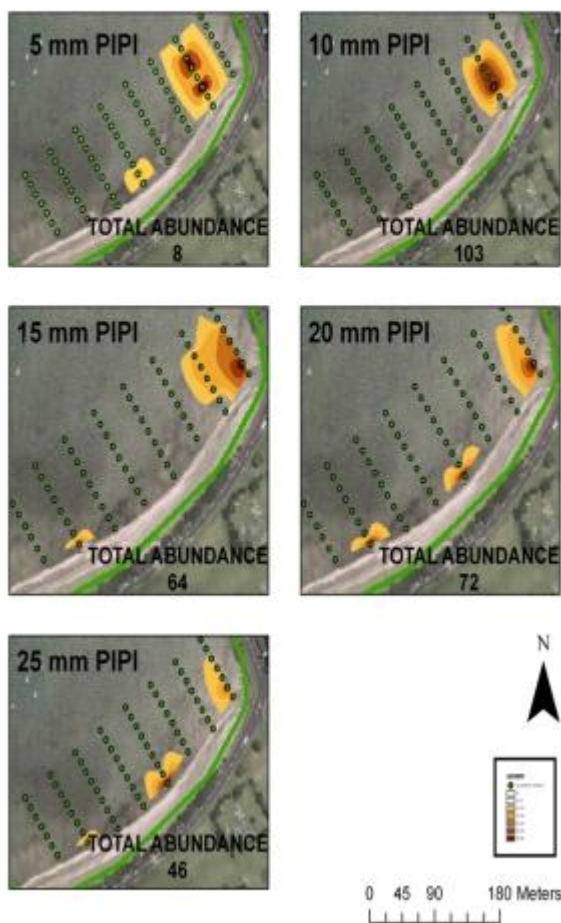 5 mm PIPI
TOTAL ABUNDANCE
8
10 mm PIPI
TOTAL ABUNDANCE
103
15 mm PIPI
TOTAL ABUNDANCE
64
20 mm PIPI
TOTAL ABUNDANCE
72
25 mm PIPI
TOTAL ABUNDANCE
46
N
0 45 90 180 Meters